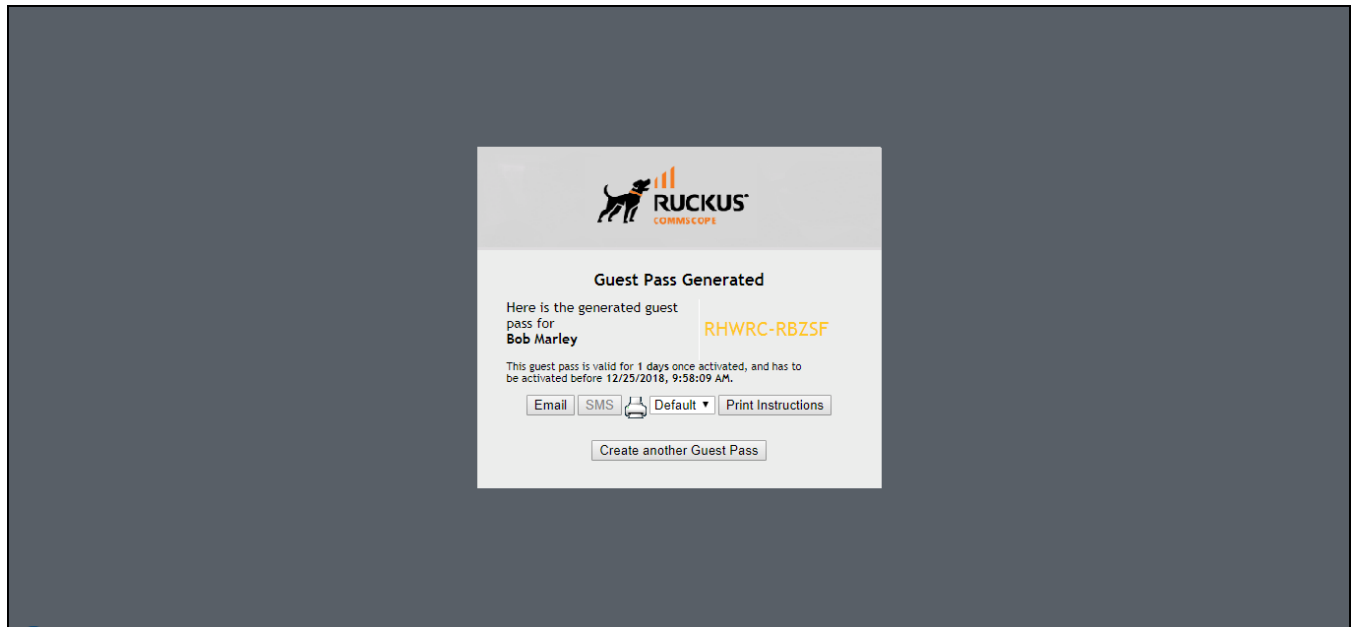 RUCKUS
COMMSCOPE
Guest Pass Generated
Here is the generated guest
pass for
Bob Marley
RHWRC-RBZSF
This guest pass is valid for 1 days once activated, and has to
be activated before 12/25/2018, 9:58:09 AM.
Email SMS Default Print Instructions
Create another Guest Pass